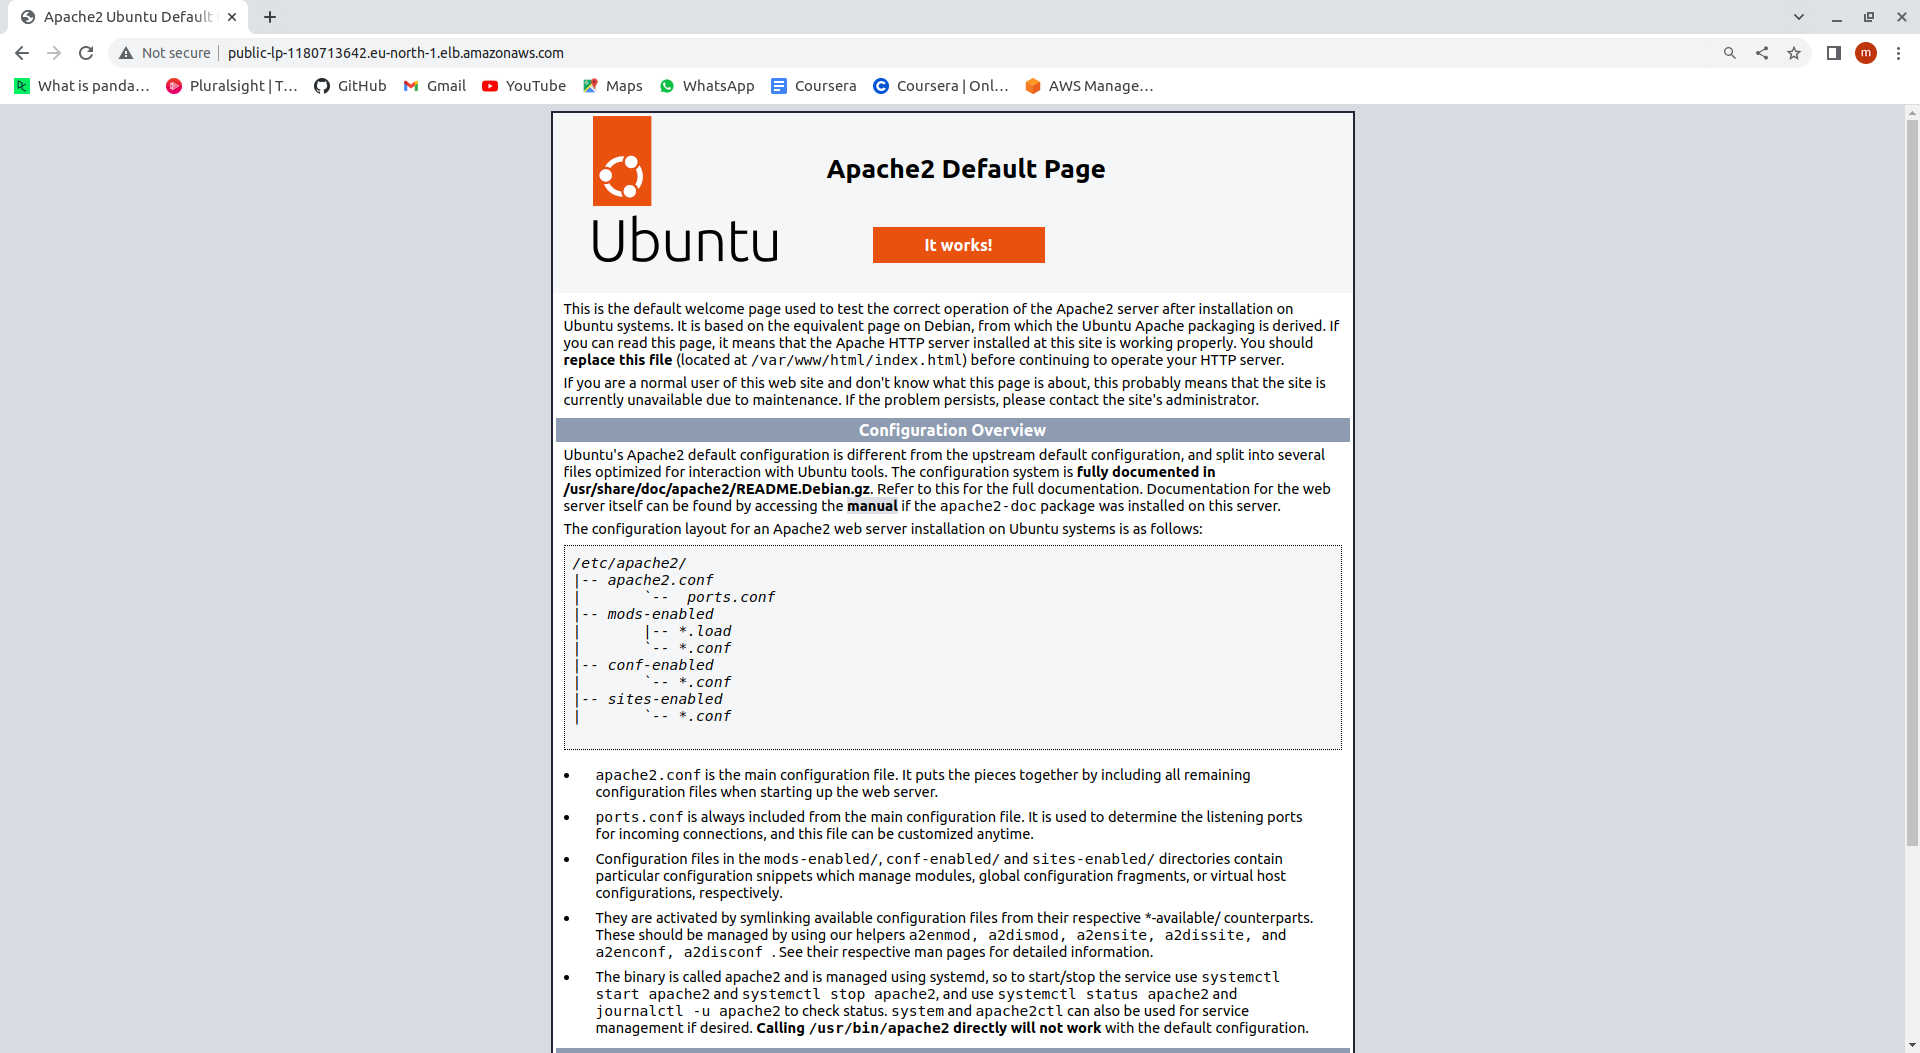 Apache2 Ubuntu Default
Not secure
public-lp-1180713642.eu-north-1.elb.amazonaws.com
m
What is panda…
Pluralsight | T…
GitHub
Gmail
YouTube
Maps
WhatsApp
Coursera
Coursera | Onl…
AWS Manage…
Ubuntu
Apache2 Default Page
It works!
This is the default welcome page used to test the correct operation of the Apache2 server after installation on
Ubuntu systems. It is based on the equivalent page on Debian, from which the Ubuntu Apache packaging is derived. If
you can read this page, it means that the Apache HTTP server installed at this site is working properly. You should
replace this file (located at /var/www/html/index.html) before continuing to operate your HTTP server.
If you are a normal user of this web site and don't know what this page is about, this probably means that the site is
currently unavailable due to maintenance. If the problem persists, please contact the site's administrator.
Configuration Overview
Ubuntu's Apache2 default configuration is different from the upstream default configuration, and split into several
files optimized for interaction with Ubuntu tools. The configuration system is fully documented in
/usr/share/doc/apache2/README.Debian.gz. Refer to this for the full documentation. Documentation for the web
server itself can be found by accessing the manual if the apache2-doc package was installed on this server.
The configuration layout for an Apache2 web server installation on Ubuntu systems is as follows:
/etc/apache2/
|-- apache2.conf
|       `--  ports.conf
|-- mods-enabled
|       |-- *.load
|       `-- *.conf
|-- conf-enabled
|       `-- *.conf
|-- sites-enabled
|       `-- *.conf
• apache2.conf is the main configuration file. It puts the pieces together by including all remaining
configuration files when starting up the web server.
• ports.conf is always included from the main configuration file. It is used to determine the listening ports
for incoming connections, and this file can be customized anytime.
• Configuration files in the mods-enabled/, conf-enabled/ and sites-enabled/ directories contain
particular configuration snippets which manage modules, global configuration fragments, or virtual host
configurations, respectively.
• They are activated by symlinking available configuration files from their respective *-available/ counterparts.
These should be managed by using our helpers a2enmod, a2dismod, a2ensite, a2dissite, and
a2enconf, a2disconf . See their respective man pages for detailed information.
• The binary is called apache2 and is managed using systemd, so to start/stop the service use systemctl
start apache2 and systemctl stop apache2, and use systemctl status apache2 and
journalctl -u apache2 to check status. system and apache2ctl can also be used for service
management if desired. Calling /usr/bin/apache2 directly will not work with the default configuration.